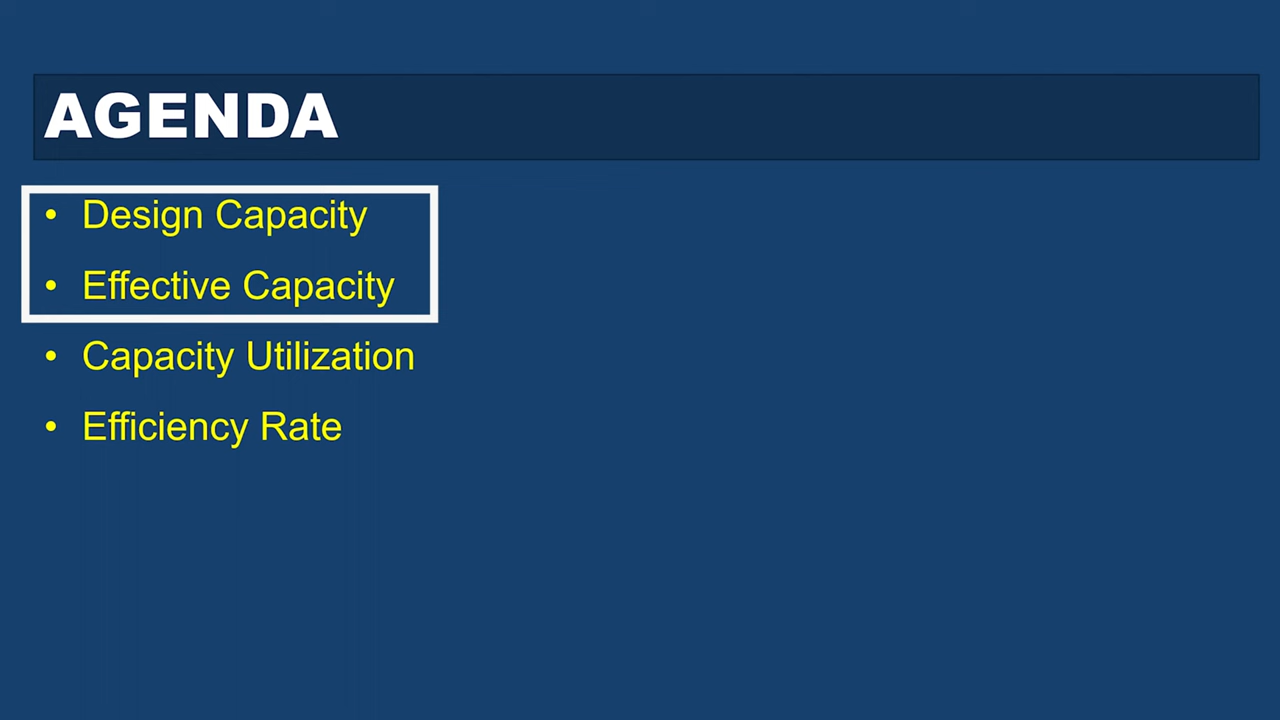 AGENDA
• Design Capacity
• Effective Capacity
• Capacity Utilization
• Efficiency Rate